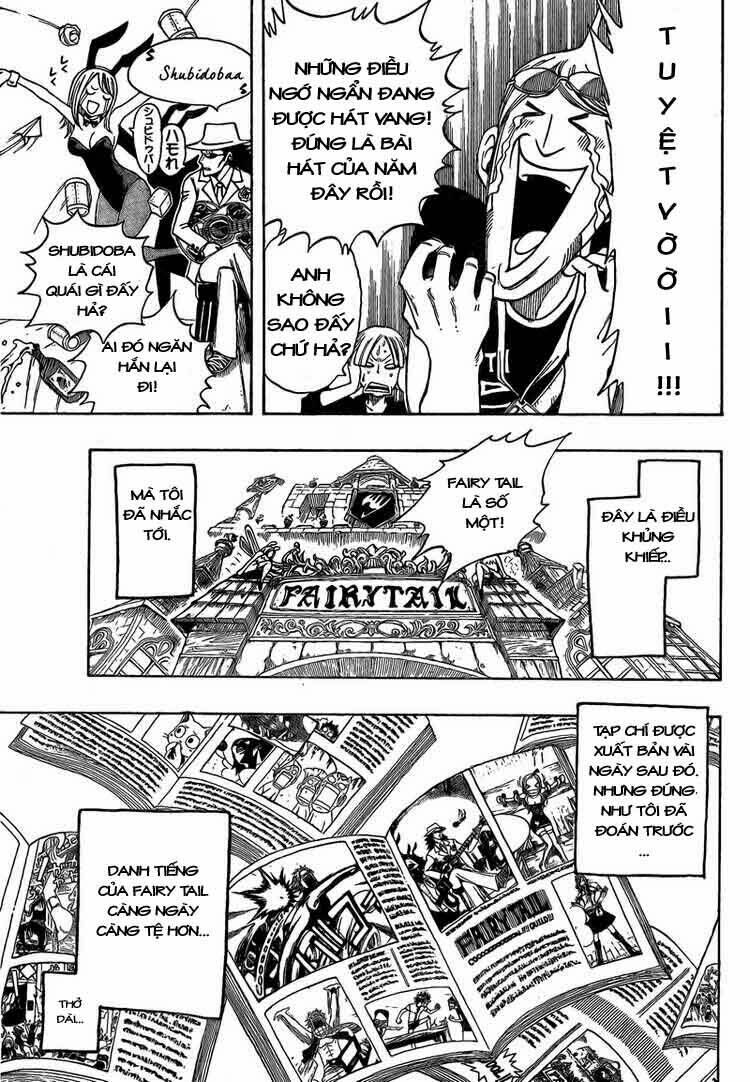 TUYỆT VỜỜIII!!!
NHỮNG ĐIỀU
NGỚ NGẨN ĐANG
ĐƯỢC HÁT VANG!
ĐÚNG LÀ BÀI
HÁT CỦA NĂM
ĐÂY RỒI!
ANH
KHÔNG
SAO ĐẤY
CHỨ HẢ?
Shubidobaa
ハモれ
シュビドゥバー
SHUBIDOBA
LÀ CÁI
QUÁI GÌ ĐẤY
HẢ?
AI ĐÓ NGĂN
HẮN LẠI
ĐI!
ĐÂY LÀ ĐIỀU
KHỦNG
KHIẾP..
FAIRY TAIL
LÀ SỐ
MỘT!
MÀ TÔI
ĐÃ NHẮC
TỚI.
FAIRY TAIL
TẠP CHÍ ĐƯỢC
XUẤT BẢN VÀI
NGÀY SAU ĐÓ.
NHƯNG ĐÚNG
NHƯ TÔI ĐÃ
ĐOÁN TRƯỚC
...
FAIRY TAIL
DANH TIẾNG
CỦA FAIRY TAIL
CÀNG NGÀY
CÀNG TỆ HƠN...
THỞ
DÀI...